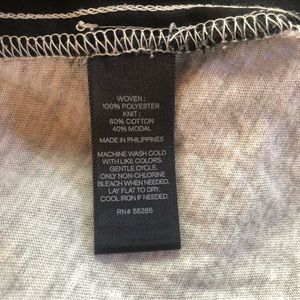 WOVEN:
100% POLYESTER
KNIT:
60% COTTON
40% MODAL
MADE IN PHILIPPINES
MACHINE WASH COLD
WITH LIKE COLORS.
GENTLE CYCLE.
ONLY NON-CHLORINE
BLEACH WHEN NEEDED.
LAY FLAT TO DRY.
COOL IRON IF NEEDED.
RN# 55285